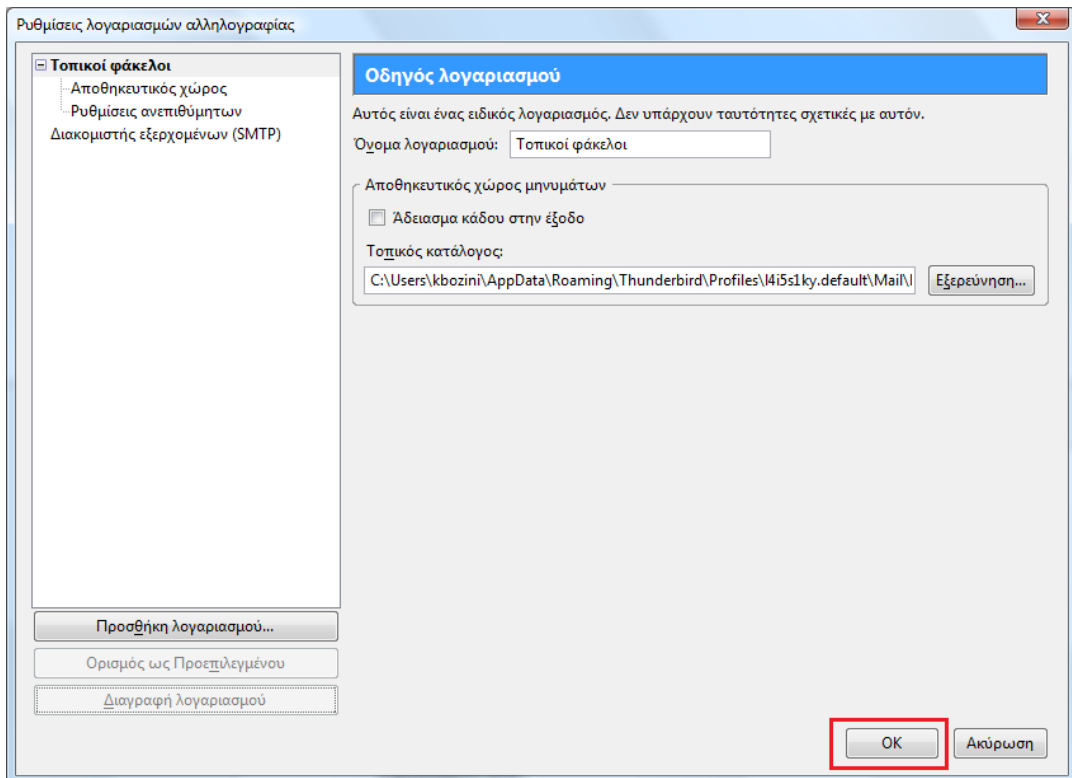 Ρυθμίσεις λογαριασμών αλληλογραφίας
Τοπικοί φάκελοι
Αποθηκευτικός χώρος
Ρυθμίσεις ανεπιθύμητων
Διακομιστής εξερχομένων (SMTP)
Προσθήκη λογαριασμού...
Ορισμός ως Προεπιλεγμένου
Διαγραφή λογαριασμού
Οδηγός λογαριασμού
Αυτός είναι ένας ειδικός λογαριασμός. Δεν υπάρχουν ταυτότητες σχετικές με αυτόν.
Όνομα λογαριασμού: Τοπικοί φάκελοι
Αποθηκευτικός χώρος μηνυμάτων
Άδειασμα κάδου στην έξοδο
Τοπικός κατάλογος:
C:\Users\kbozini\AppData\Roaming\Thunderbird\Profiles\l4i5s1ky.default\Mail\l Εξερεύνηση...
OK Ακύρωση